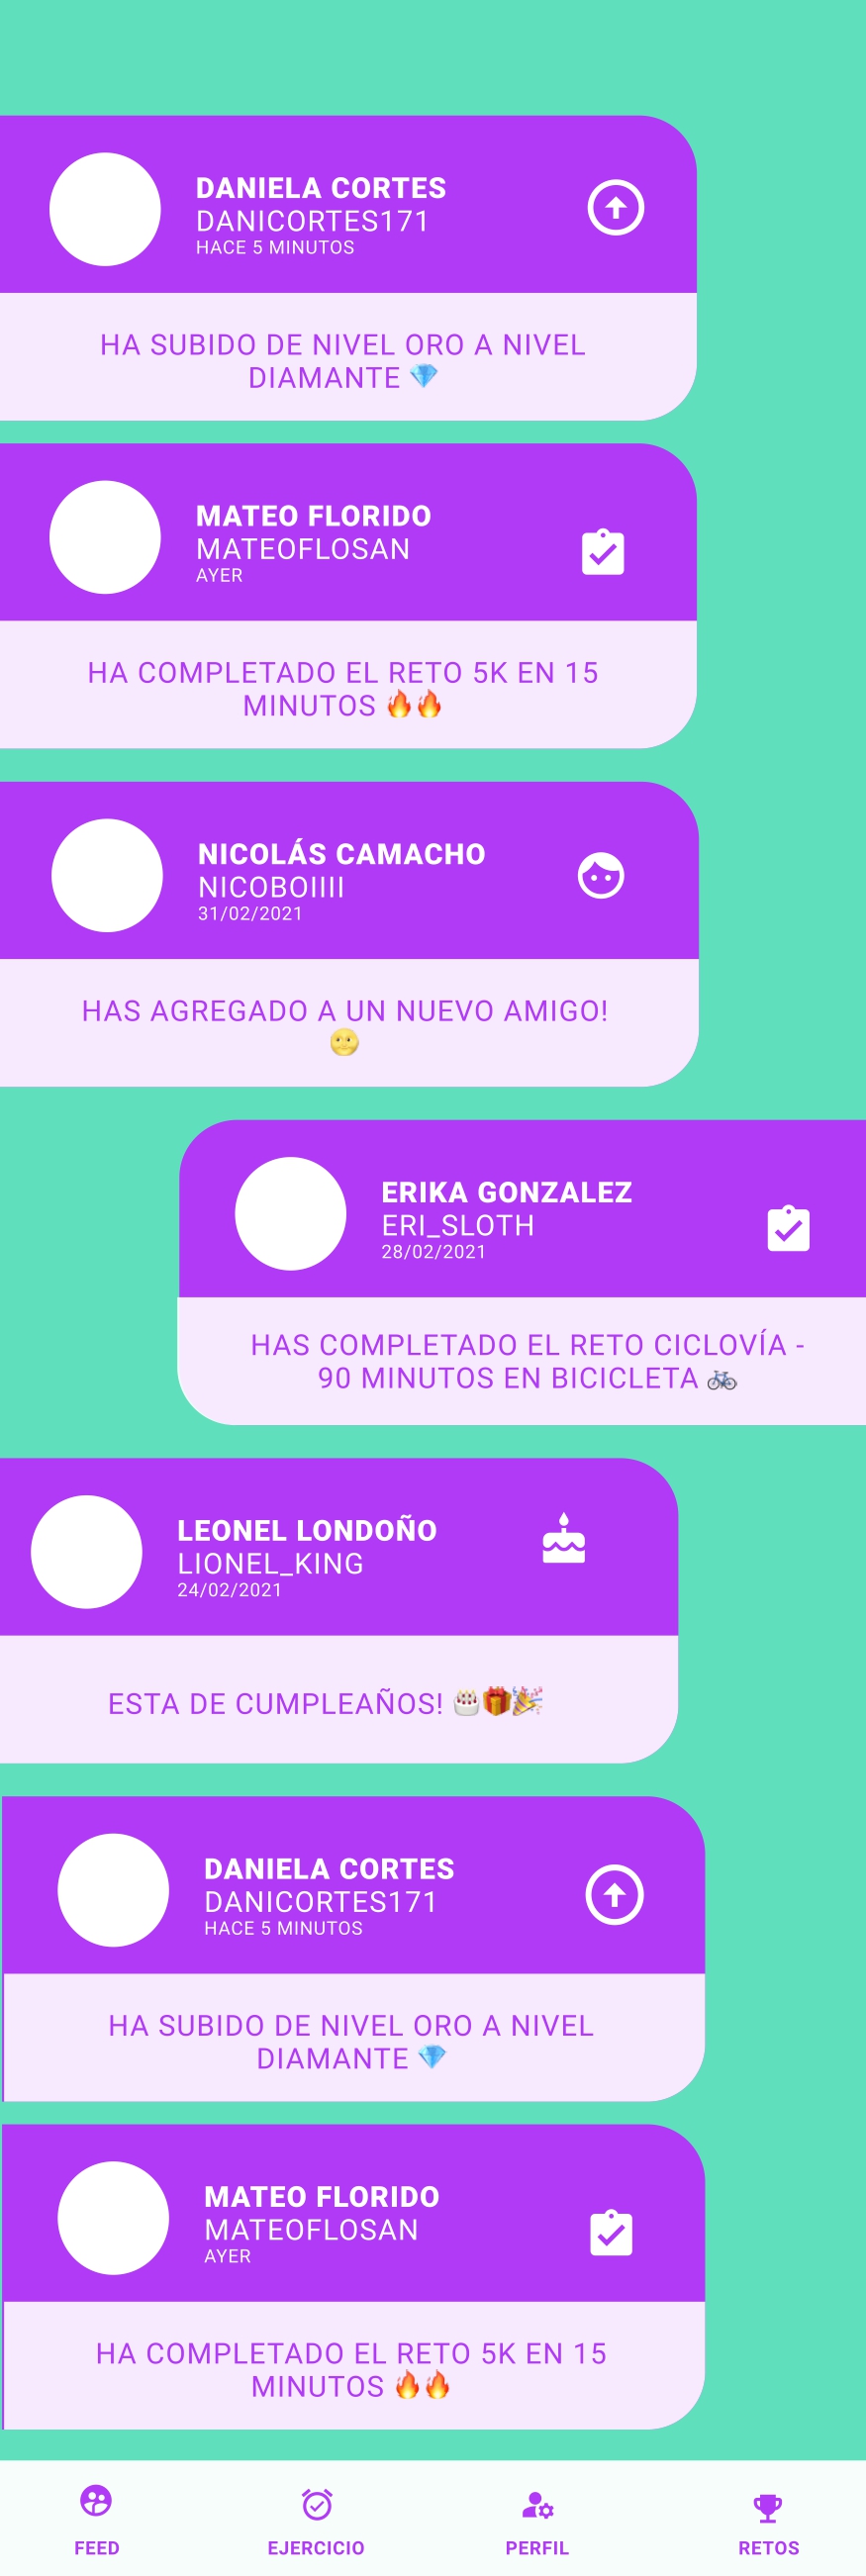 DANIELA CORTES
DANICORTES171
HACE 5 MINUTOS
HA SUBIDO DE NIVEL ORO A NIVEL
DIAMANTE 💎
MATEO FLORIDO
MATEOFLOSAN
AYER
HA COMPLETADO EL RETO 5K EN 15
MINUTOS 🔥🔥
NICOLÁS CAMACHO
NICOBOIIII
31/02/2021
HAS AGREGADO A UN NUEVO AMIGO!
🌝
ERIKA GONZALEZ
ERI_SLOTH
28/02/2021
HAS COMPLETADO EL RETO CICLOVÍA -
90 MINUTOS EN BICICLETA 🚲
LEONEL LONDOÑO
LIONEL_KING
24/02/2021
ESTA DE CUMPLEAÑOS! 🎂🎁🎉
DANIELA CORTES
DANICORTES171
HACE 5 MINUTOS
HA SUBIDO DE NIVEL ORO A NIVEL
DIAMANTE 💎
MATEO FLORIDO
MATEOFLOSAN
AYER
HA COMPLETADO EL RETO 5K EN 15
MINUTOS 🔥🔥
FEED
EJERCICIO
PERFIL
RETOS